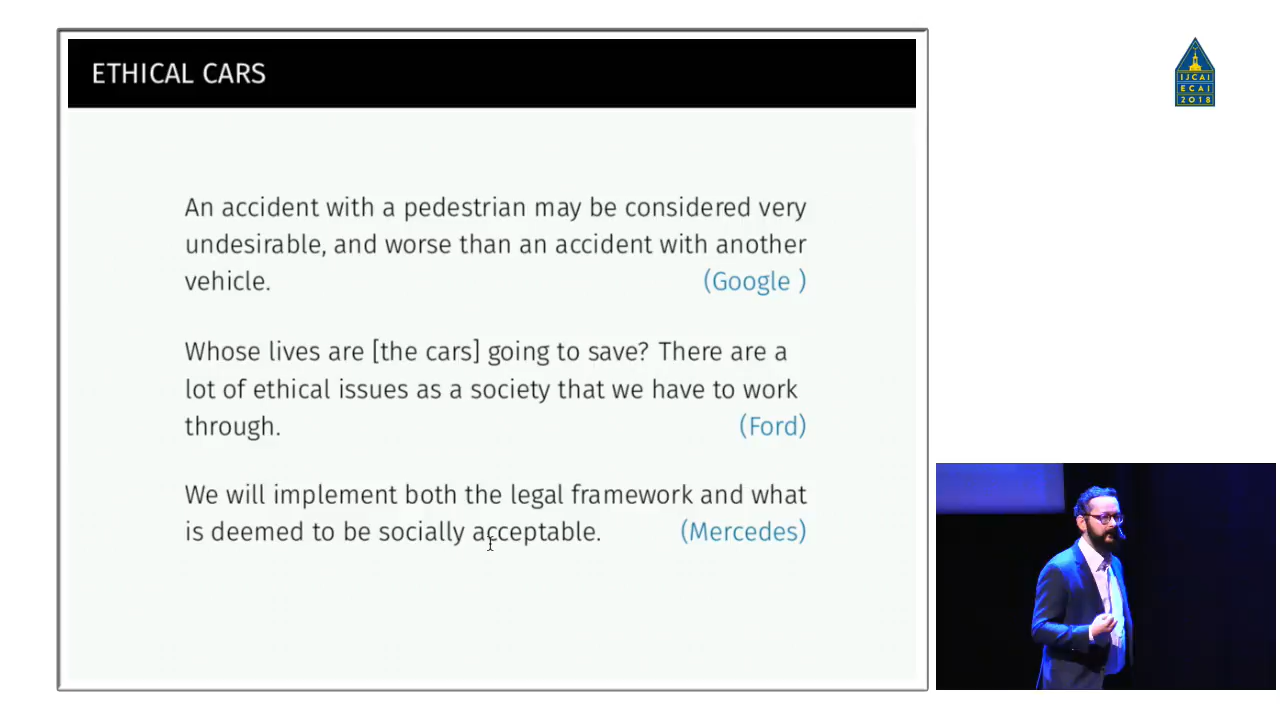 ETHICAL CARS
An accident with a pedestrian may be considered very
undesirable, and worse than an accident with another
vehicle. (Google )
Whose lives are [the cars] going to save? There are a
lot of ethical issues as a society that we have to work
through. (Ford)
We will implement both the legal framework and what
is deemed to be socially acceptable. (Mercedes)
IJCAI
ECAI
2018